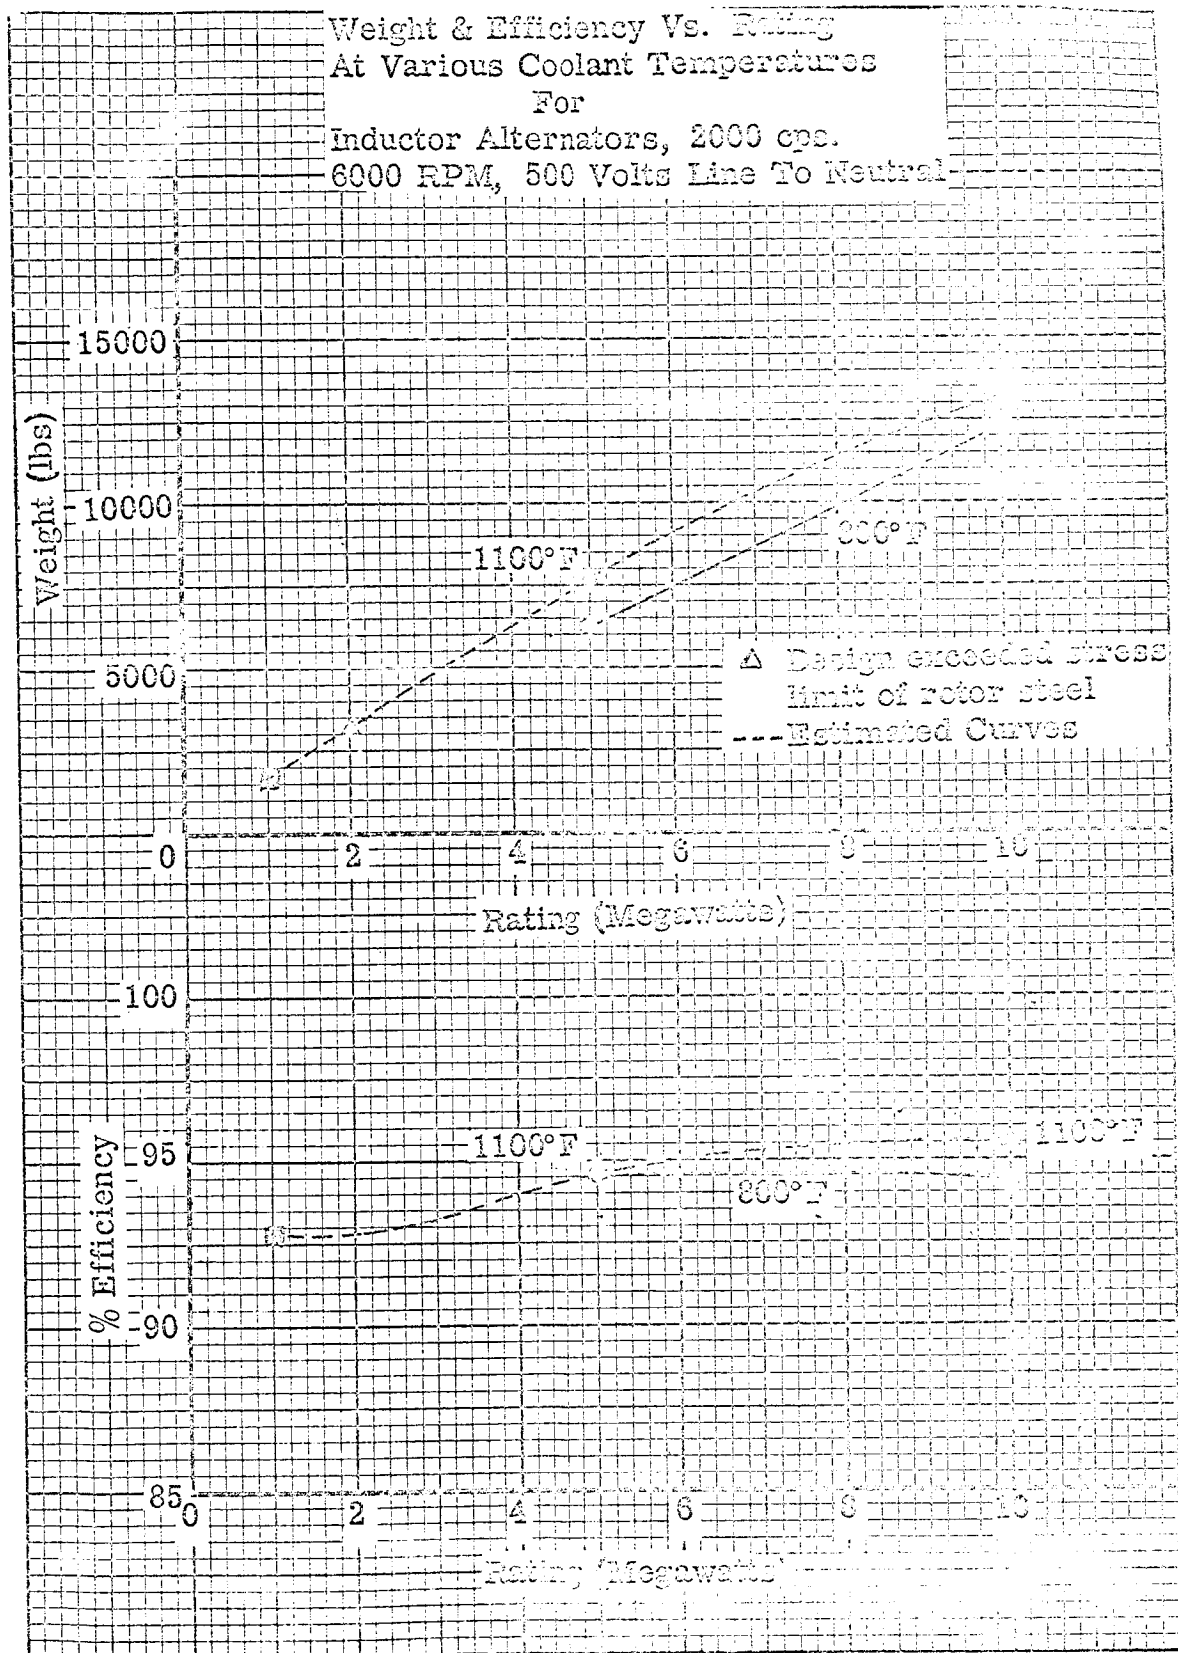 Weight & Efficiency Vs. Rating
At Various Coolant Temperatures
For
Inductor Alternators, 2000 cps.
6000 RPM, 500 Volts Line To Neutral
15000
Weight (lbs)
10000
1100°F
800°F
5000
Δ Design exceeded stress
limit of rotor steel
---Estimated Curves
0 2 4 6 8 10
Rating (Megawatts)
100
% Efficiency
95
1100°F
1100°F
800°F
90
85
0 2 4 6 8 10
Rating (Megawatts)